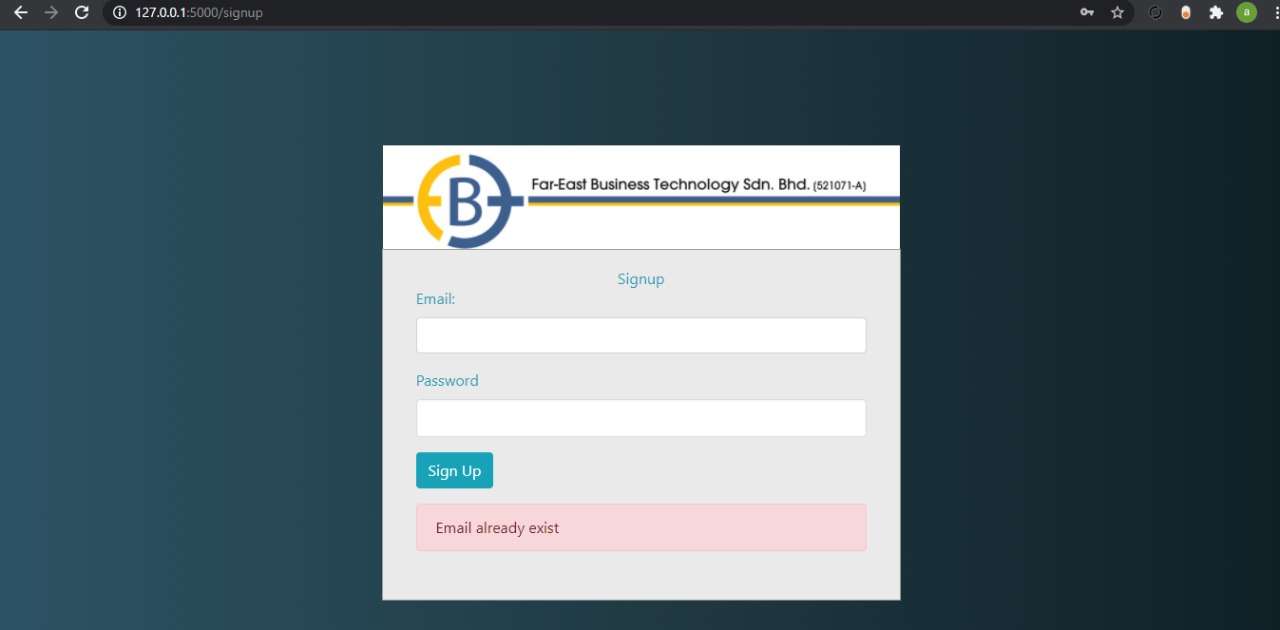 127.0.0.1:5000/signup
a
B
Far-East Business Technology Sdn. Bhd. (521071-A)
Signup
Email:
Password
Sign Up
Email already exist